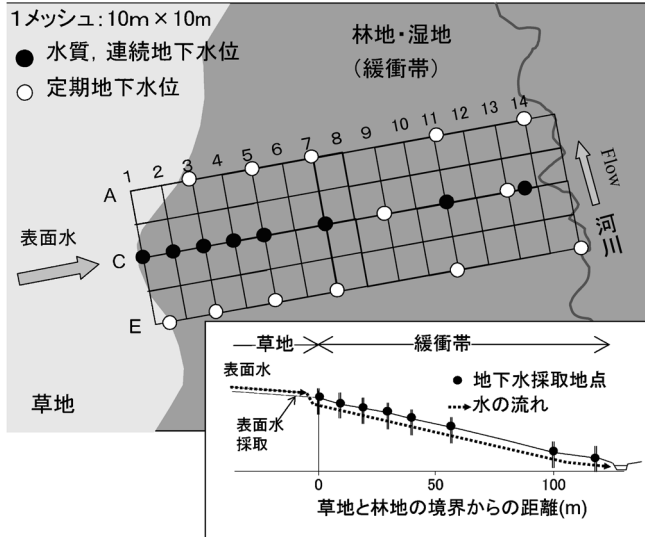 1メッシュ:10m×10m
水質,連続地下水位
定期地下水位
林地・湿地
(緩衝帯)
1 2 3 4 5 6 7 8 9 10 11 12 13 14
A
C
E
表面水
草地
Flow
河川
草地
緩衝帯
表面水
表面水
採取
地下水採取地点
水の流れ
0 50 100
草地と林地の境界からの距離(m)